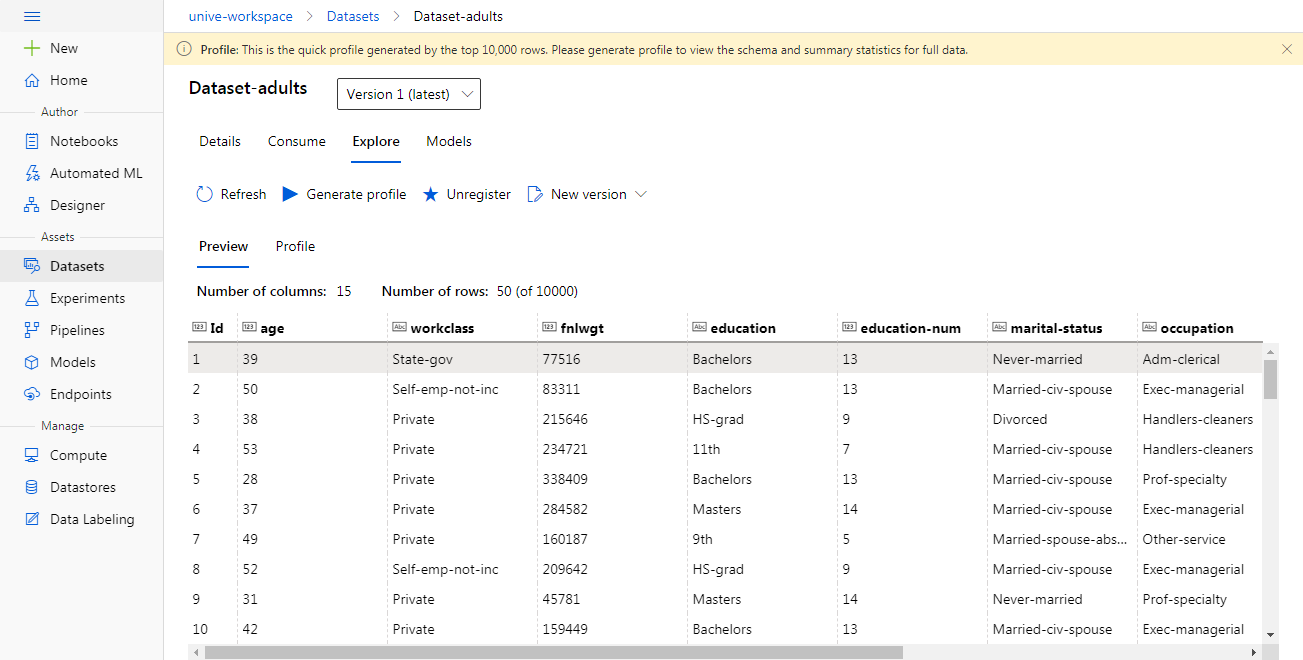 unive-workspace > Datasets > Dataset-adults
New
Home
Author
Notebooks
Automated ML
Designer
Assets
Datasets
Experiments
Pipelines
Models
Endpoints
Manage
Compute
Datastores
Data Labeling
Profile: This is the quick profile generated by the top 10,000 rows. Please generate profile to view the schema and summary statistics for full data.
Dataset-adults Version 1 (latest)
Details Consume Explore Models
Refresh Generate profile Unregister New version
Preview Profile
Number of columns: 15 Number of rows: 50 (of 10000)
123 Id 123 age Abc workclass 123 fnlwgt Abc education 123 education-num Abc marital-status Abc occupation
1 39 State-gov 77516 Bachelors 13 Never-married Adm-clerical
2 50 Self-emp-not-inc 83311 Bachelors 13 Married-civ-spouse Exec-managerial
3 38 Private 215646 HS-grad 9 Divorced Handlers-cleaners
4 53 Private 234721 11th 7 Married-civ-spouse Handlers-cleaners
5 28 Private 338409 Bachelors 13 Married-civ-spouse Prof-specialty
6 37 Private 284582 Masters 14 Married-civ-spouse Exec-managerial
7 49 Private 160187 9th 5 Married-spouse-abs... Other-service
8 52 Self-emp-not-inc 209642 HS-grad 9 Married-civ-spouse Exec-managerial
9 31 Private 45781 Masters 14 Never-married Prof-specialty
10 42 Private 159449 Bachelors 13 Married-civ-spouse Exec-managerial